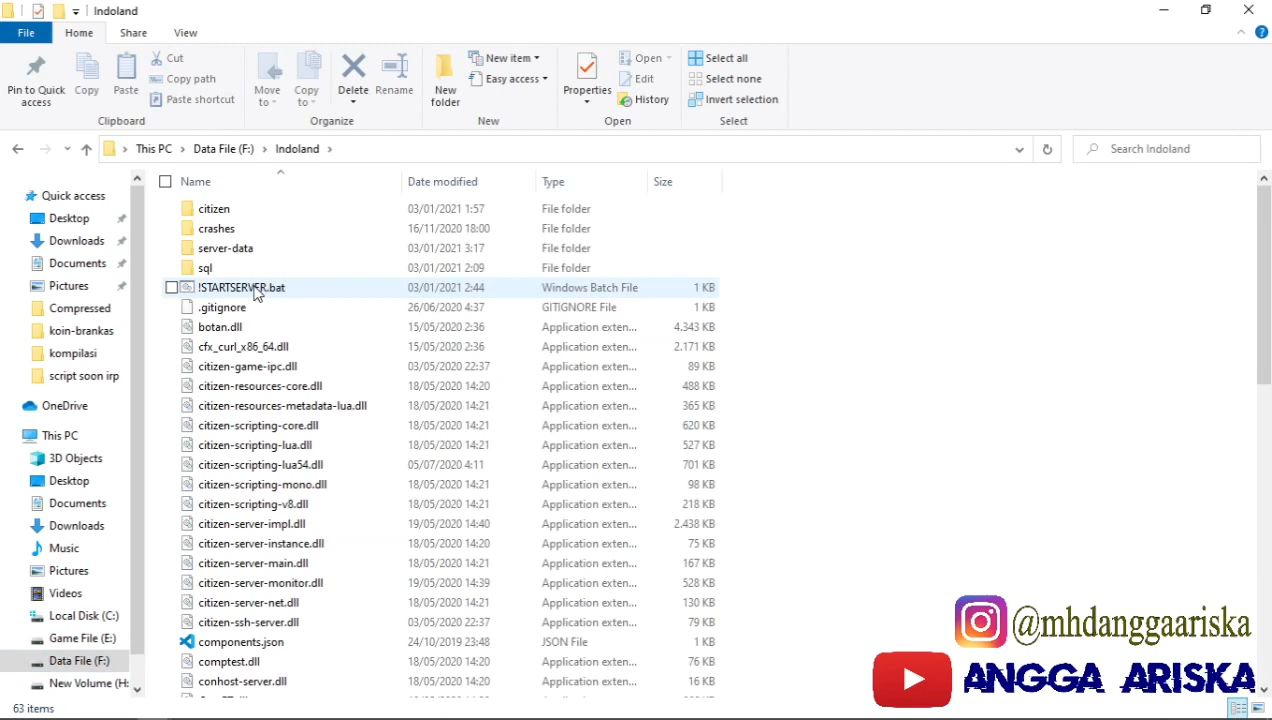 Indoland
File Home Share View
Pin to Quick access
Copy
Paste
Cut
Copy path
Paste shortcut
Clipboard
Move to
Copy to
Delete
Rename
Organize
New folder
New item
Easy access
New
Properties
Open
Edit
History
Open
Select all
Select none
Invert selection
Select
This PC > Data File (F:) > Indoland >
Search Indoland
Quick access
Desktop
Downloads
Documents
Pictures
Compressed
koin-brankas
kompilasi
script soon irp
OneDrive
This PC
3D Objects
Desktop
Documents
Downloads
Music
Pictures
Videos
Local Disk (C:)
Game File (E:)
Data File (F:)
New Volume (H:
Name Date modified Type Size
citizen 03/01/2021 1:57 File folder
crashes 16/11/2020 18:00 File folder
server-data 03/01/2021 3:17 File folder
sql 03/01/2021 2:09 File folder
!STARTSERVER.bat 03/01/2021 2:44 Windows Batch File 1 KB
.gitignore 26/06/2020 4:37 GITIGNORE File 1 KB
botan.dll 15/05/2020 2:36 Application exten... 4.343 KB
cfx_curl_x86_64.dll 15/05/2020 2:36 Application exten... 2.171 KB
citizen-game-ipc.dll 03/05/2020 22:37 Application exten... 89 KB
citizen-resources-core.dll 18/05/2020 14:20 Application exten... 488 KB
citizen-resources-metadata-lua.dll 18/05/2020 14:21 Application exten... 365 KB
citizen-scripting-core.dll 18/05/2020 14:21 Application exten... 620 KB
citizen-scripting-lua.dll 18/05/2020 14:21 Application exten... 527 KB
citizen-scripting-lua54.dll 05/07/2020 4:11 Application exten... 701 KB
citizen-scripting-mono.dll 18/05/2020 14:21 Application exten... 98 KB
citizen-scripting-v8.dll 18/05/2020 14:21 Application exten... 218 KB
citizen-server-impl.dll 19/05/2020 14:40 Application exten... 2.438 KB
citizen-server-instance.dll 18/05/2020 14:20 Application exten... 75 KB
citizen-server-main.dll 18/05/2020 14:21 Application exten... 167 KB
citizen-server-monitor.dll 19/05/2020 14:39 Application exten... 528 KB
citizen-server-net.dll 18/05/2020 14:21 Application exten... 130 KB
citizen-ssh-server.dll 03/05/2020 22:37 Application exten... 79 KB
components.json 24/10/2019 23:48 JSON File 1 KB
comptest.dll 18/05/2020 14:20 Application exten... 76 KB
conhost-server.dll 18/05/2020 14:20 Application exten... 16 KB
63 items
@mhdanggaariska
ANGGA ARISKA